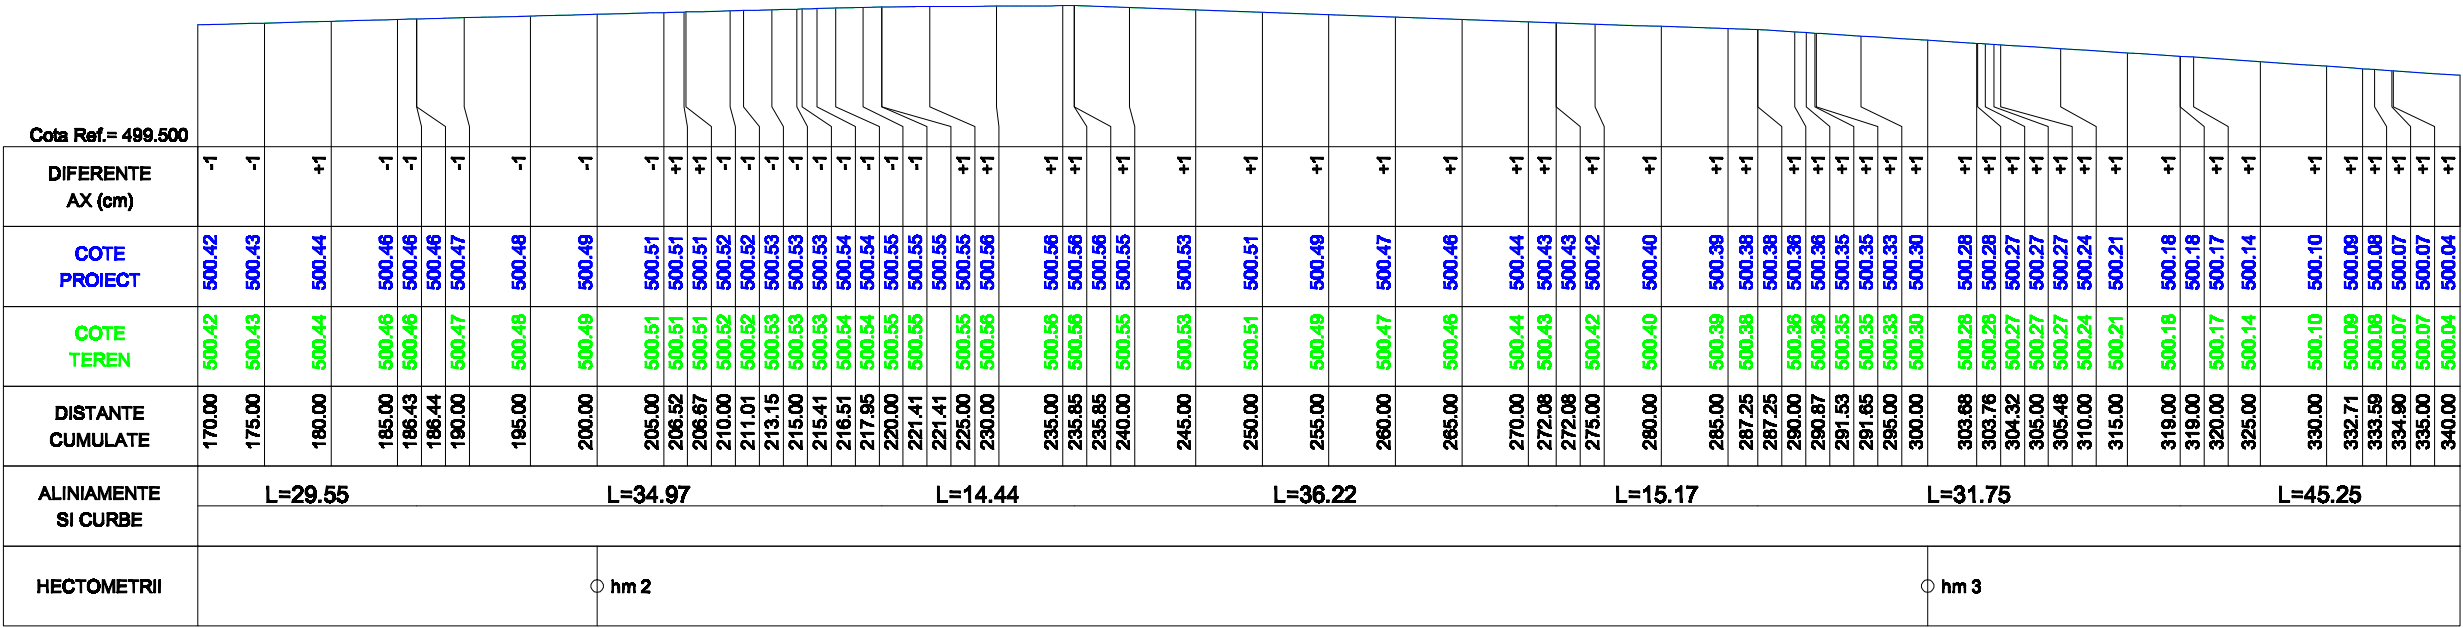 Cota Ref.= 499.500
DIFERENTE
AX (cm)
-1 -1 +1 -1 -1 -1 -1 -1 -1 +1 +1 -1 -1 -1 -1 -1 -1 -1 -1 -1 +1 +1 +1 +1 +1 +1 +1 +1 +1 +1 +1 +1 +1 +1 +1 +1 +1 +1 +1 +1 +1 +1 +1 +1 +1 +1 +1 +1 +1 +1 +1 +1 +1 +1 +1 +1 +1
COTE
PROIECT
500.42 500.43 500.44 500.46 500.46 500.46 500.47 500.48 500.49 500.51 500.51 500.51 500.52 500.52 500.53 500.53 500.53 500.54 500.54 500.55 500.55 500.55 500.55 500.56 500.56 500.56 500.56 500.55 500.53 500.51 500.49 500.47 500.46 500.44 500.43 500.43 500.42 500.40 500.39 500.38 500.38 500.36 500.36 500.35 500.35 500.33 500.30 500.28 500.28 500.27 500.27 500.27 500.24 500.21 500.18 500.18 500.17 500.14 500.10 500.09 500.08 500.07 500.07 500.04
COTE
TEREN
500.42 500.43 500.44 500.46 500.46 500.47 500.48 500.49 500.51 500.51 500.51 500.52 500.52 500.53 500.53 500.53 500.54 500.54 500.55 500.55 500.55 500.56 500.56 500.56 500.55 500.53 500.51 500.49 500.47 500.46 500.44 500.43 500.42 500.40 500.39 500.38 500.36 500.36 500.35 500.35 500.33 500.30 500.28 500.28 500.27 500.27 500.27 500.24 500.21 500.18 500.17 500.14 500.10 500.09 500.08 500.07 500.07 500.04
DISTANTE
CUMULATE
170.00 175.00 180.00 185.00 186.43 186.44 190.00 195.00 200.00 205.00 206.52 206.67 210.00 211.01 213.15 215.00 215.41 216.51 217.95 220.00 221.41 221.41 225.00 230.00 235.00 235.85 235.85 240.00 245.00 250.00 255.00 260.00 265.00 270.00 272.08 272.08 275.00 280.00 285.00 287.25 287.25 290.00 290.87 291.53 291.65 295.00 300.00 303.68 303.76 304.32 305.00 305.48 310.00 315.00 319.00 319.00 320.00 325.00 330.00 332.71 333.59 334.90 335.00 340.00
ALINIAMENTE
SI CURBE
L=29.55 L=34.97 L=14.44 L=36.22 L=15.17 L=31.75 L=45.25
HECTOMETRII
hm 2 hm 3